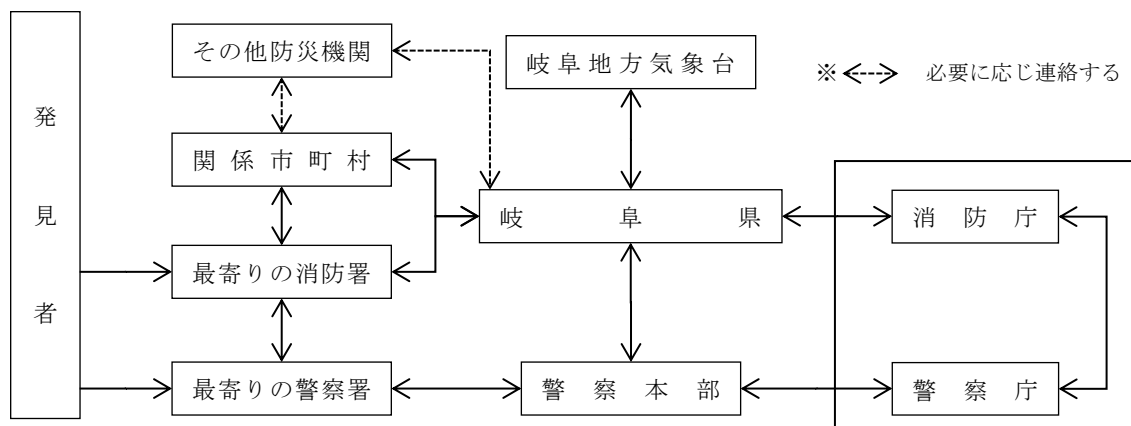 発見者
その他防災機関
岐阜地方気象台
※ 必要に応じ連絡する
関係市町村
岐阜県
消防庁
最寄りの消防署
最寄りの警察署
警察本部
警察庁